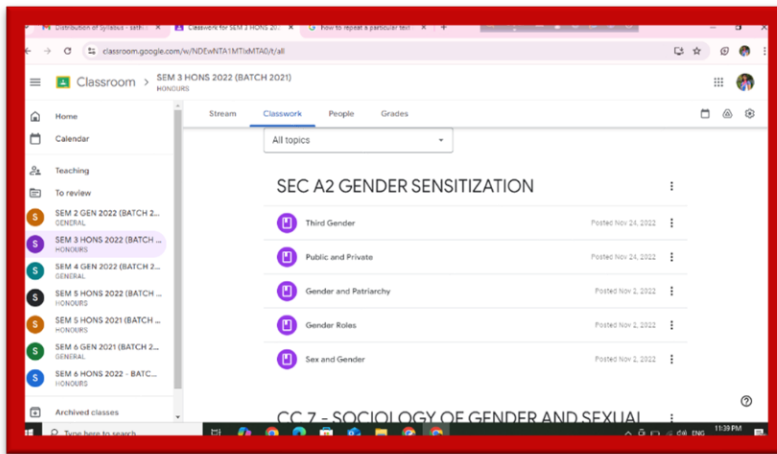 Distribution of Syllabus - sathi
Classwork for SEM 3 HONS 20
How to repeat a particular text
classroom.google.com/w/NDEwNTA1MTIxMTA0/t/all
Classroom > SEM 3 HONS 2022 (BATCH 2021)
HONOURS
Home
Calendar
Teaching
To review
SEM 2 GEN 2022 (BATCH 2...
GENERAL
SEM 3 HONS 2022 (BATCH ...
HONOURS
SEM 4 GEN 2022 (BATCH 2...
GENERAL
SEM 5 HONS 2022 (BATCH ...
HONOURS
SEM 5 HONS 2021 (BATCH ...
HONOURS
SEM 6 GEN 2021 (BATCH 2...
GENERAL
SEM 6 HONS 2022 - BATC...
HONOURS
Archived classes
Stream Classwork People Grades
All topics
SEC A2 GENDER SENSITIZATION
Third Gender Posted Nov 24, 2022
Public and Private Posted Nov 24, 2022
Gender and Patriarchy Posted Nov 2, 2022
Gender Roles Posted Nov 2, 2022
Sex and Gender Posted Nov 2, 2022
CC 7 - SOCIOLOGY OF GENDER AND SEXUAL
Type here to search
ENG
11:39 PM